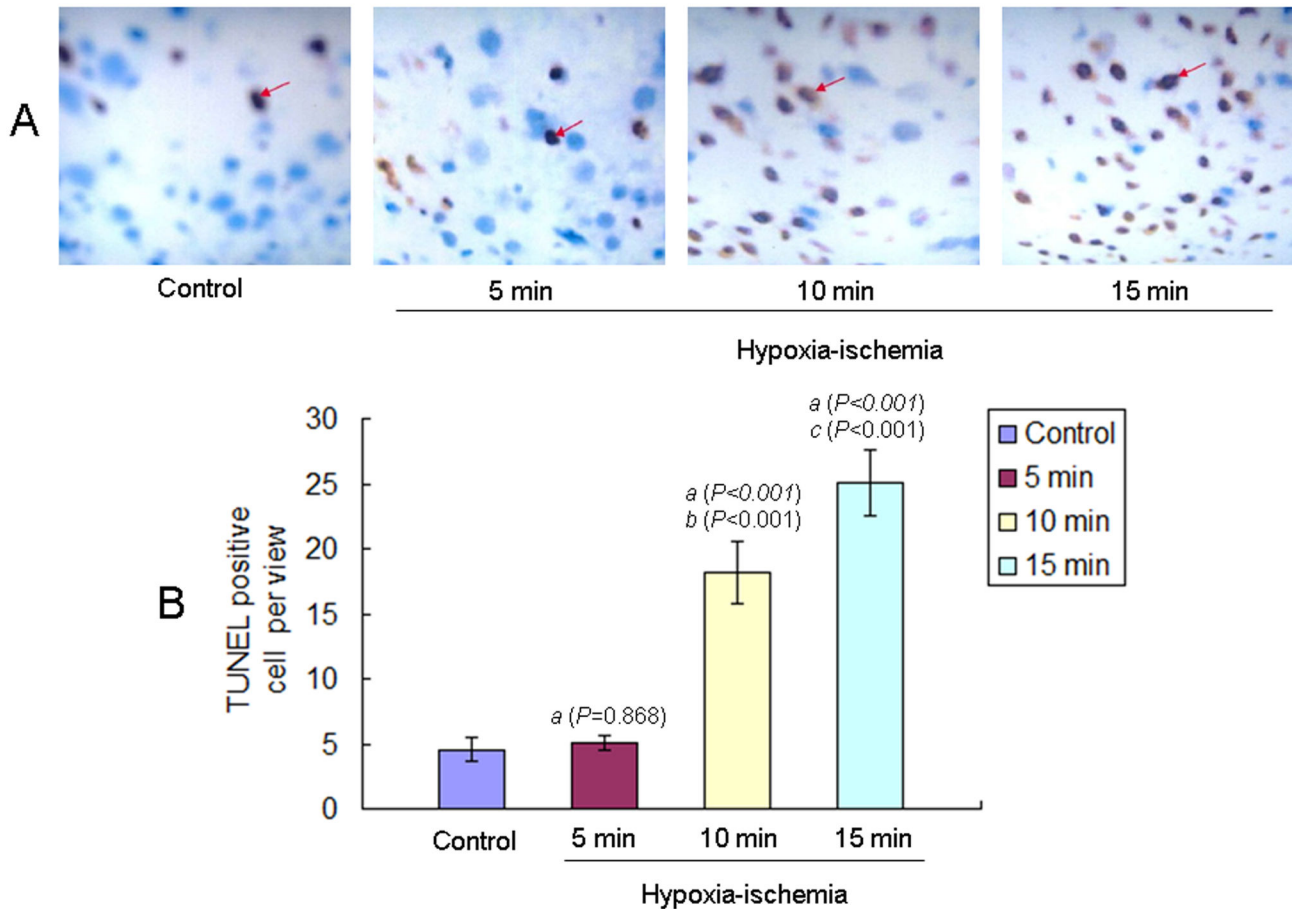 A
Control
5 min
10 min
15 min
Hypoxia-ischemia
B
TUNEL positive
cell per view
30
25
20
15
10
5
0
a (P=0.868)
a (P<0.001)
b (P<0.001)
a (P<0.001)
c (P<0.001)
Control
5 min
10 min
15 min
Hypoxia-ischemia
Control
5 min
10 min
15 min